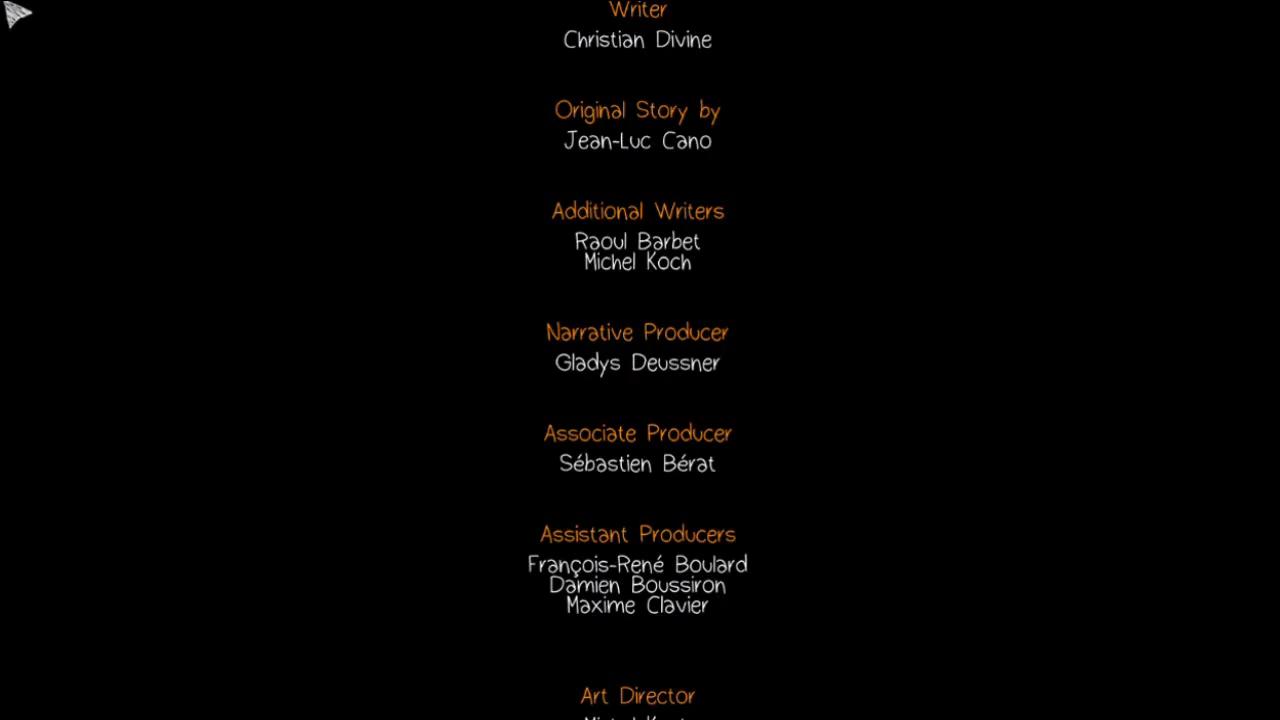 Writer
Christian Divine
Original Story by
Jean-Luc Cano
Additional Writers
Raoul Barbet
Michel Koch
Narrative Producer
Gladys Deussner
Associate Producer
Sébastien Bérat
Assistant Producers
François-René Boulard
Damien Boussiron
Maxime Clavier
Art Director